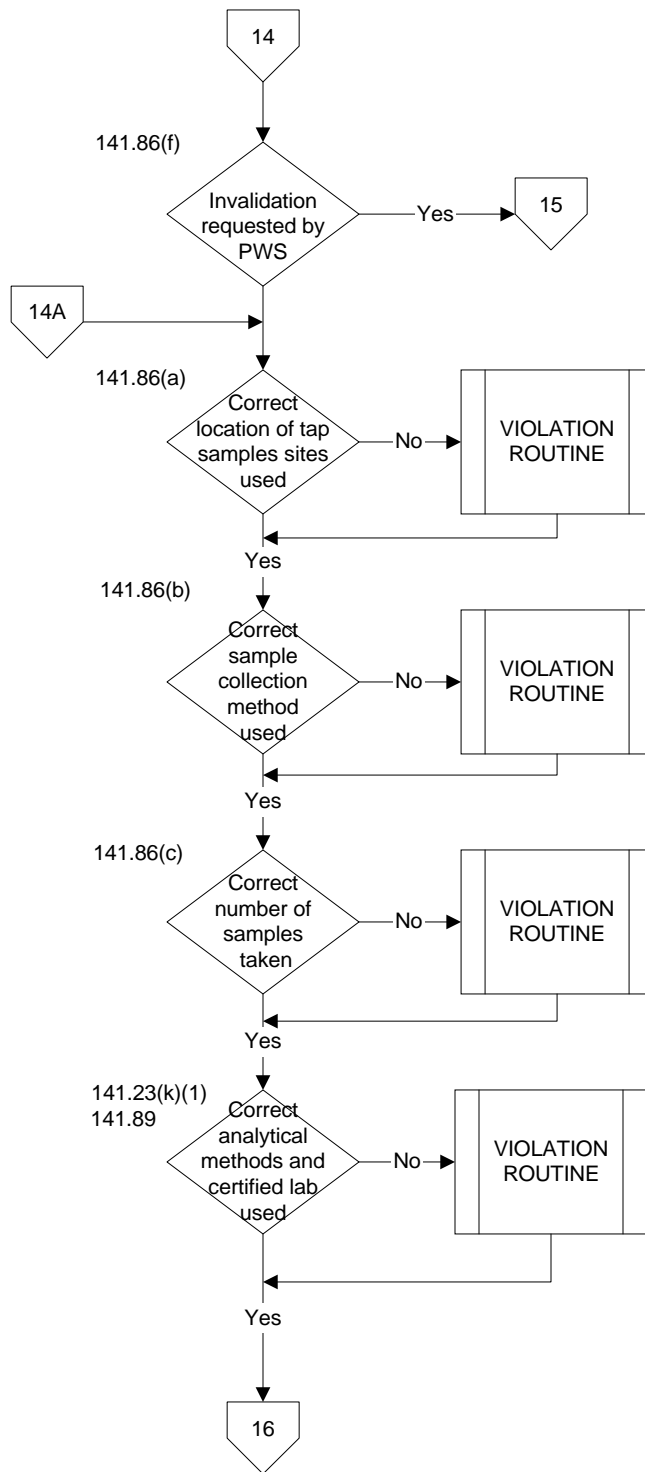 14
141.86(f)
Invalidation
requested by
PWS
Yes
15
14A
141.86(a)
Correct
location of tap
samples sites
used
No
VIOLATION
ROUTINE
Yes
141.86(b)
Correct
sample
collection
method
used
No
VIOLATION
ROUTINE
Yes
141.86(c)
Correct
number of
samples
taken
No
VIOLATION
ROUTINE
Yes
141.23(k)(1)
141.89
Correct
analytical
methods and
certified lab
used
No
VIOLATION
ROUTINE
Yes
16